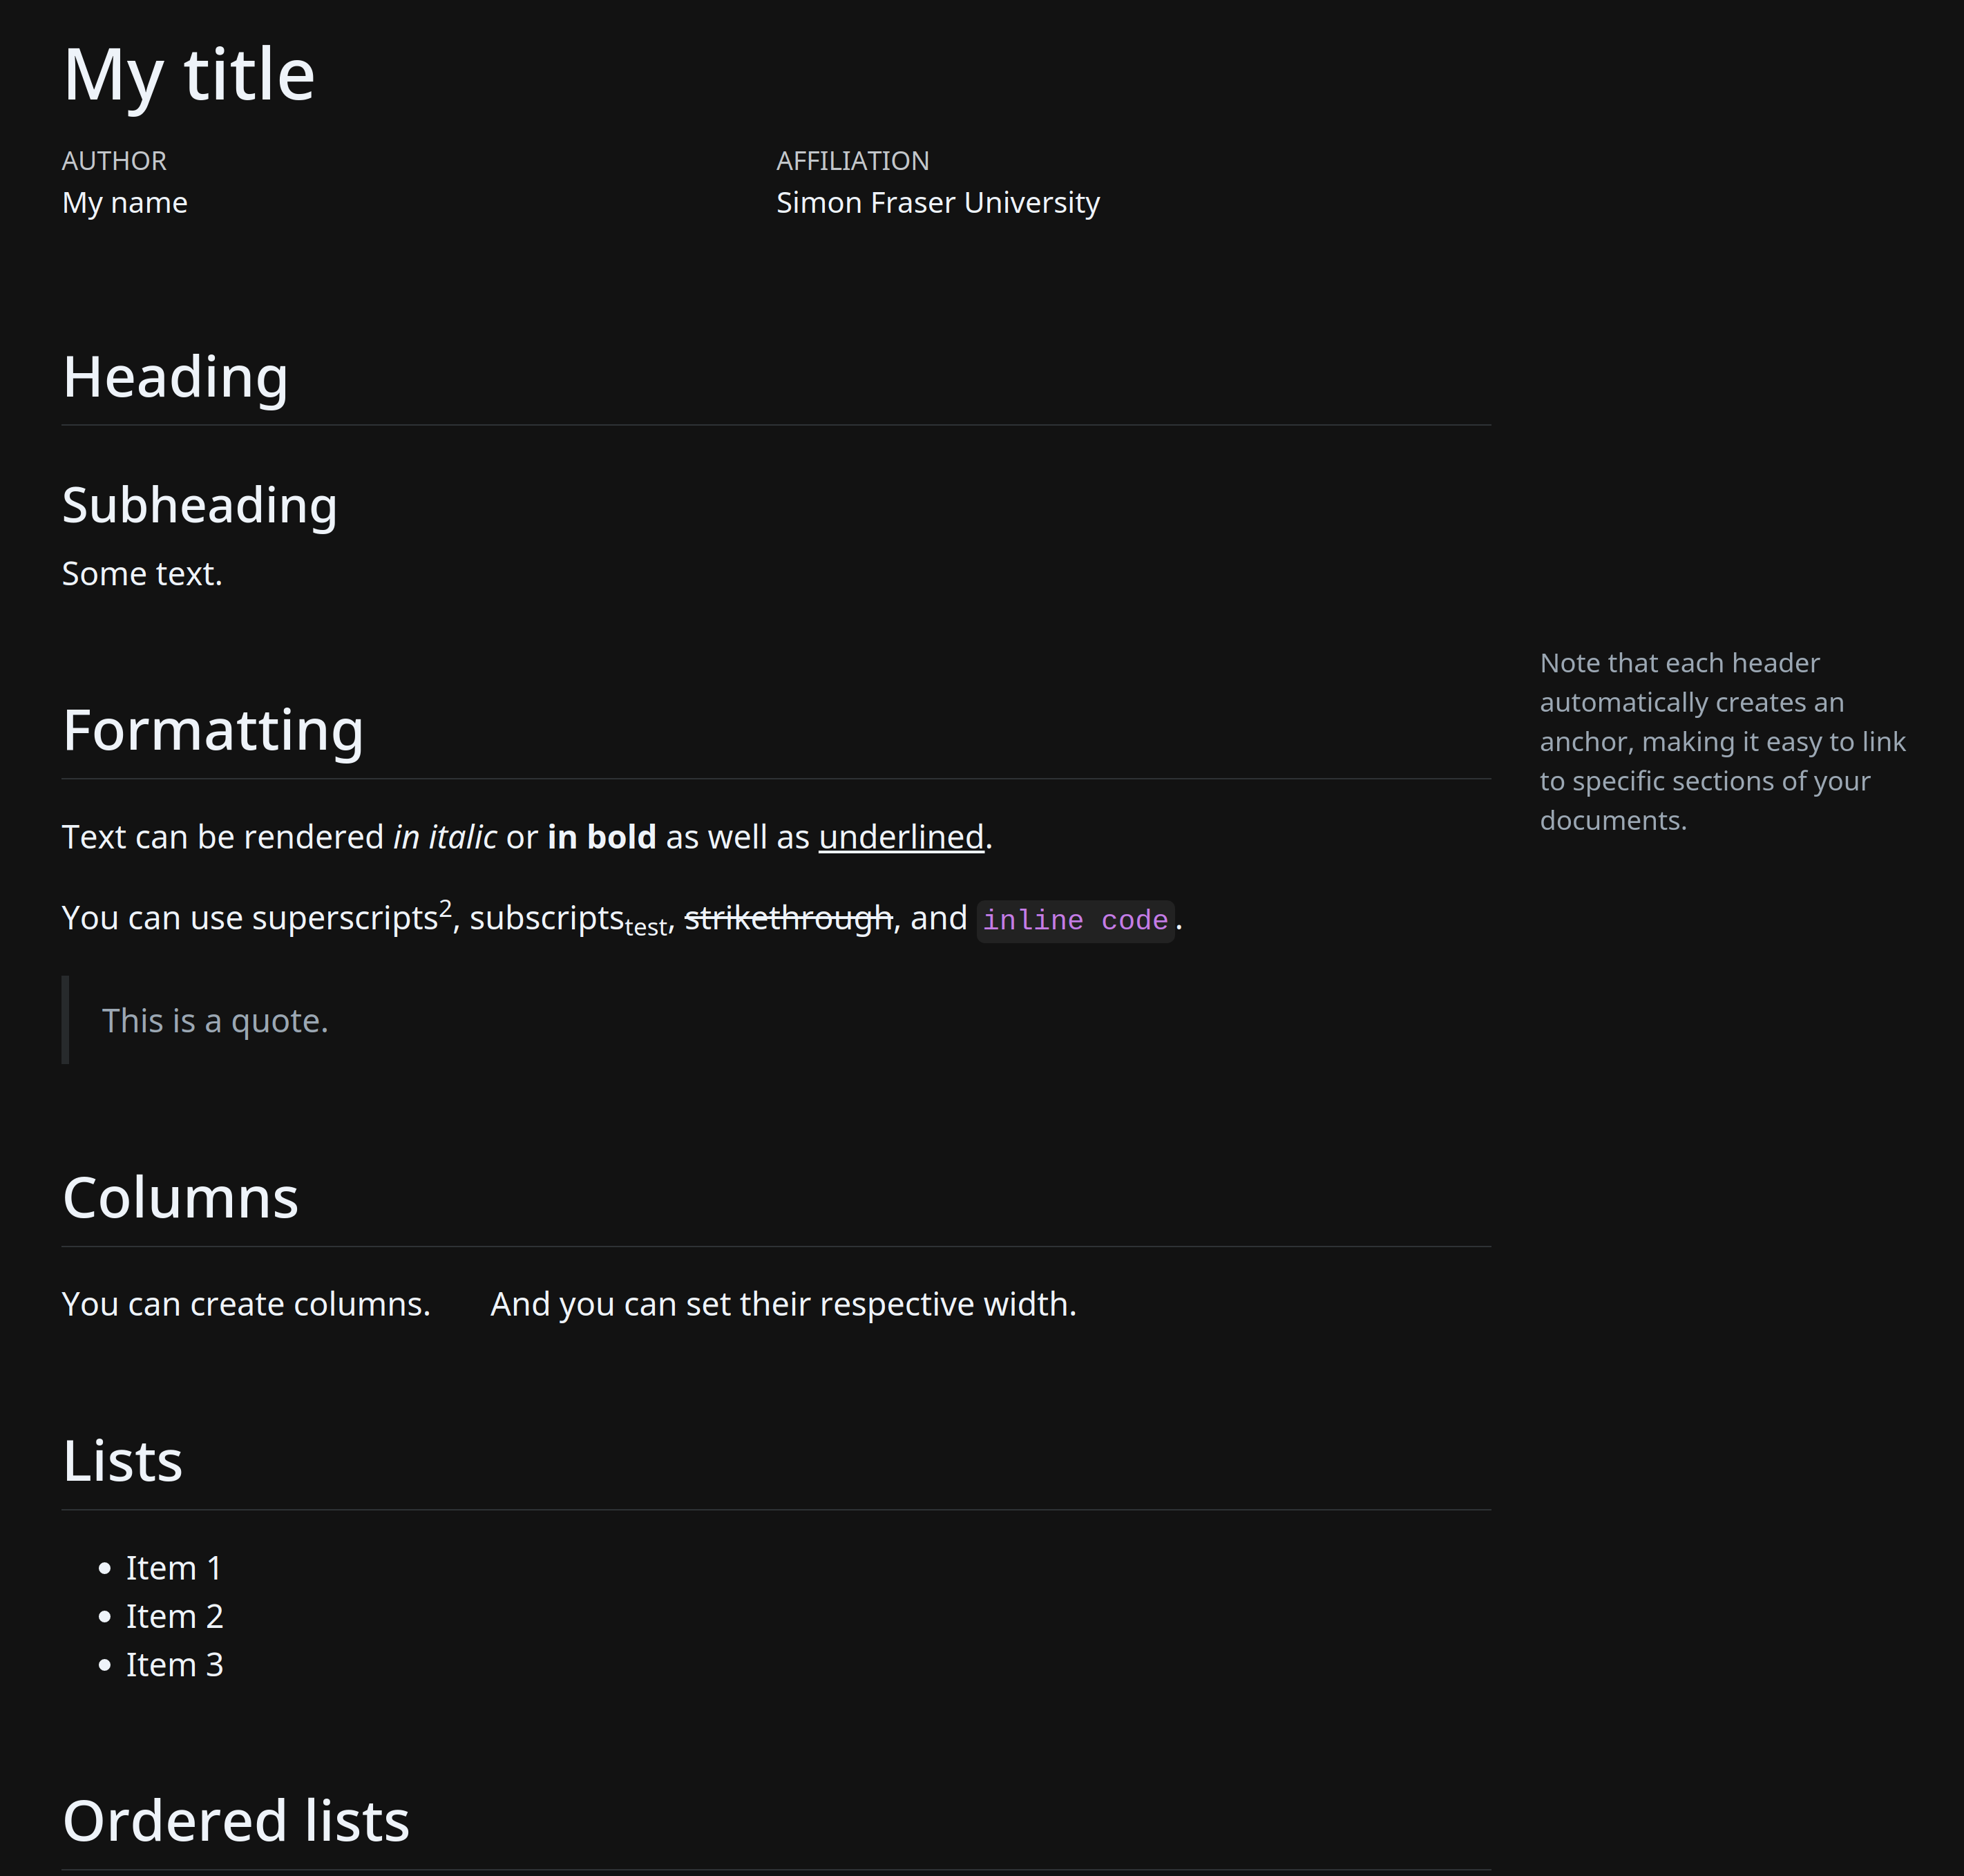 My title
AUTHOR
My name
AFFILIATION
Simon Fraser University
Heading
Subheading
Some text.
Note that each header
automatically creates an
anchor, making it easy to link
to specific sections of your
documents.
Formatting
Text can be rendered in italic or in bold as well as underlined.
You can use superscripts2, subscriptstest, strikethrough, and inline code.
This is a quote.
Columns
You can create columns.
And you can set their respective width.
Lists
• Item 1
• Item 2
• Item 3
Ordered lists